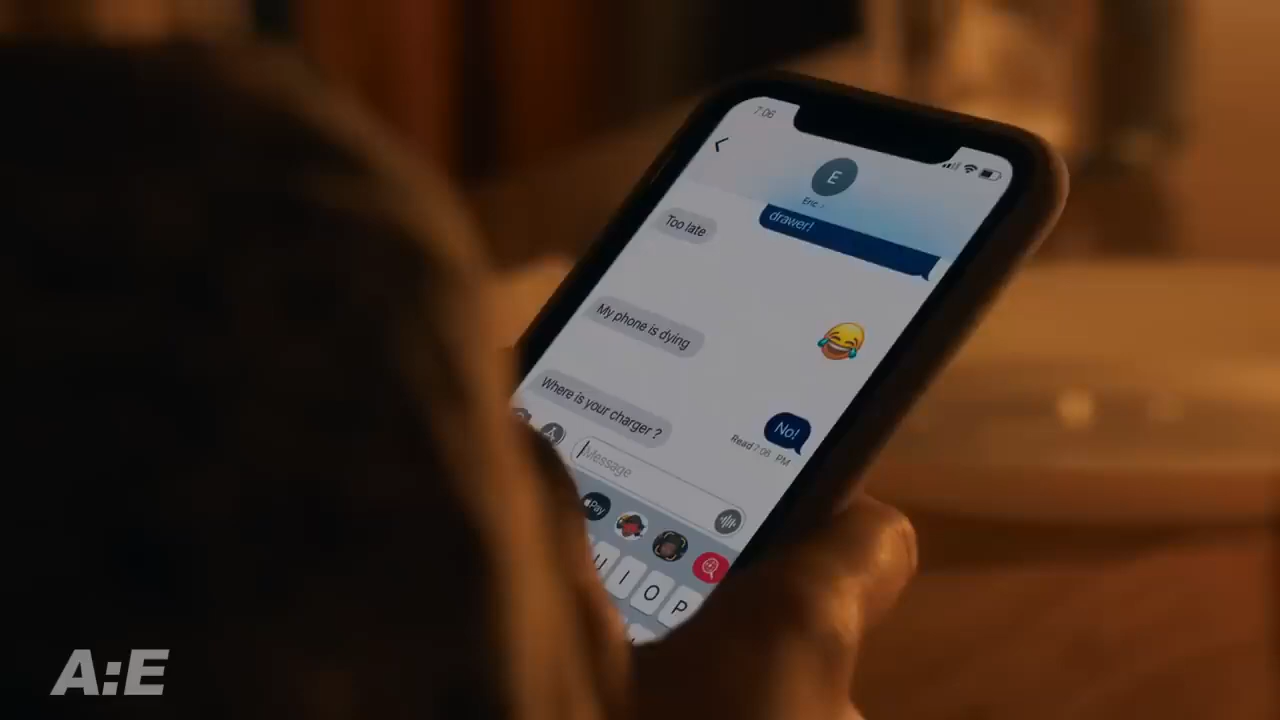 7:06
E
Eric
drawer!
Too late
My phone is dying
Where is your charger ?
No!
Read 7:06 PM
Message
Pay
U I O P
A:E